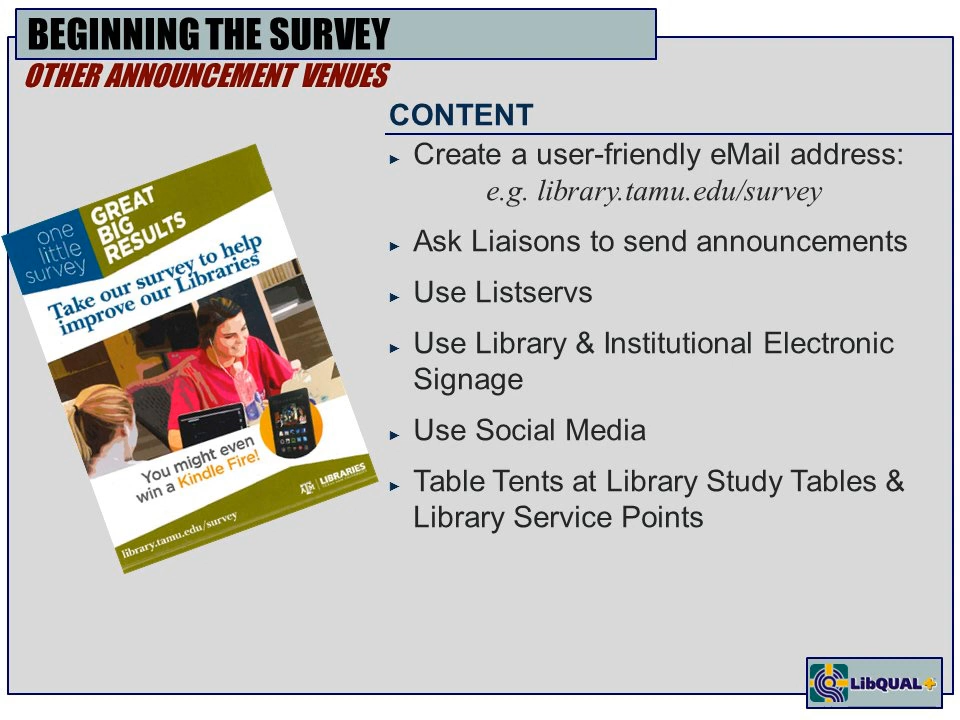 BEGINNING THE SURVEY
OTHER ANNOUNCEMENT VENUES
CONTENT
► Create a user-friendly eMail address:
e.g. library.tamu.edu/survey
► Ask Liaisons to send announcements
► Use Listservs
► Use Library & Institutional Electronic
Signage
► Use Social Media
► Table Tents at Library Study Tables &
Library Service Points
one
little
survey
GREAT
BIG
RESULTS
Take our survey to help
improve our Libraries
You might even
win a Kindle Fire!
ATM LIBRARIES
library.tamu.edu/survey
LibQUAL+